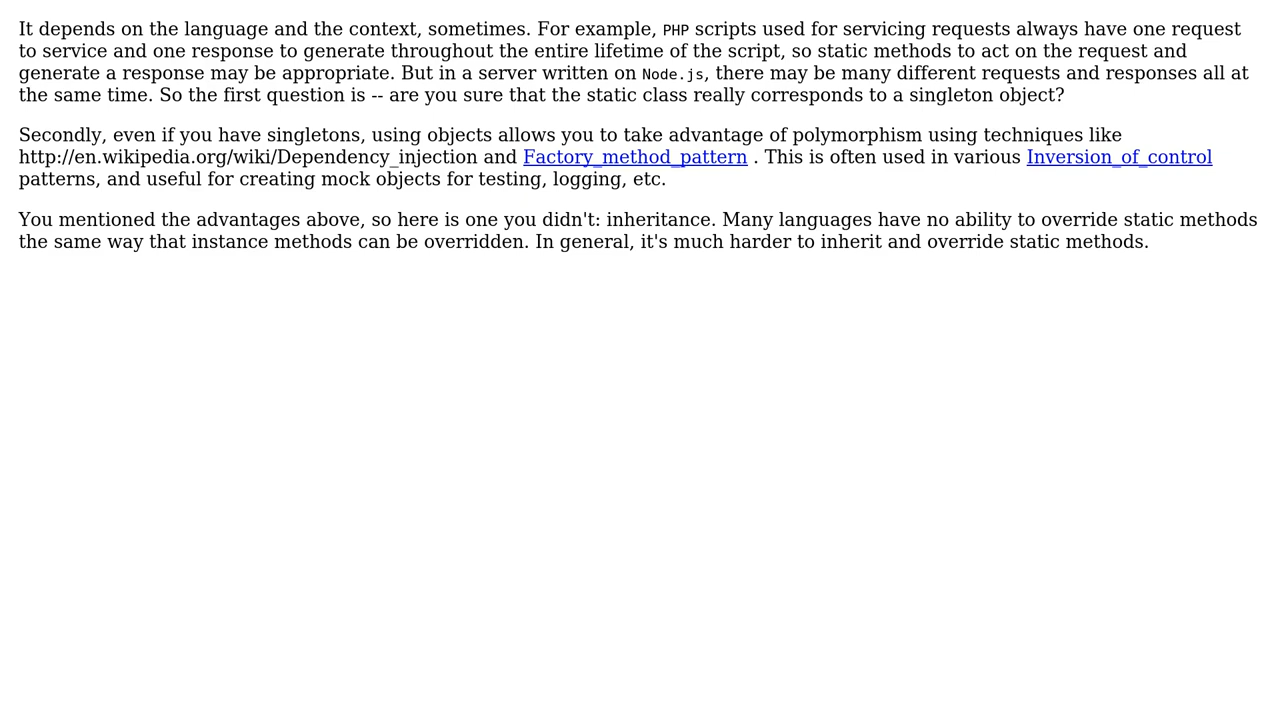 It depends on the language and the context, sometimes. For example, PHP scripts used for servicing requests always have one request
to service and one response to generate throughout the entire lifetime of the script, so static methods to act on the request and
generate a response may be appropriate. But in a server written on Node.js, there may be many different requests and responses all at
the same time. So the first question is -- are you sure that the static class really corresponds to a singleton object?
Secondly, even if you have singletons, using objects allows you to take advantage of polymorphism using techniques like
http://en.wikipedia.org/wiki/Dependency_injection and Factory_method_pattern . This is often used in various Inversion_of_control
patterns, and useful for creating mock objects for testing, logging, etc.
You mentioned the advantages above, so here is one you didn't: inheritance. Many languages have no ability to override static methods
the same way that instance methods can be overridden. In general, it's much harder to inherit and override static methods.